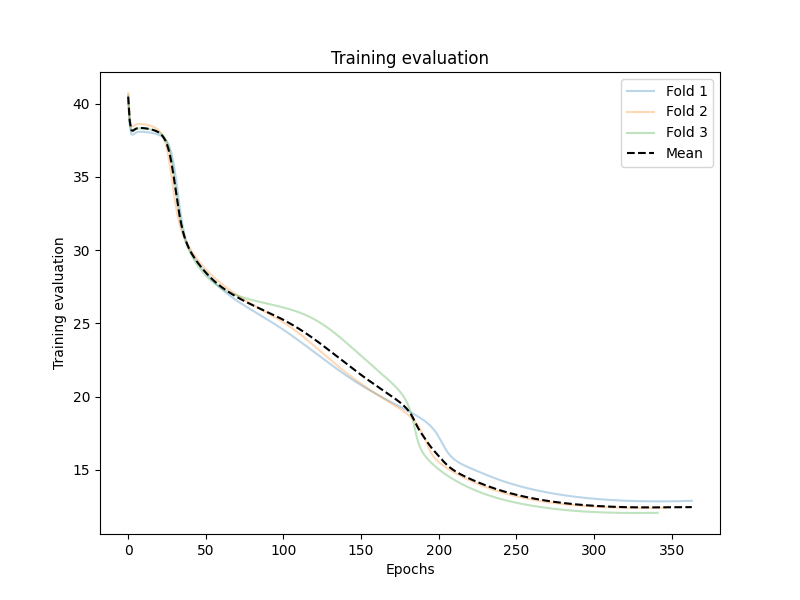 Training evaluation
Fold 1
Fold 2
Fold 3
Mean
Training evaluation
40
35
30
25
20
15
0 50 100 150 200 250 300 350
Epochs